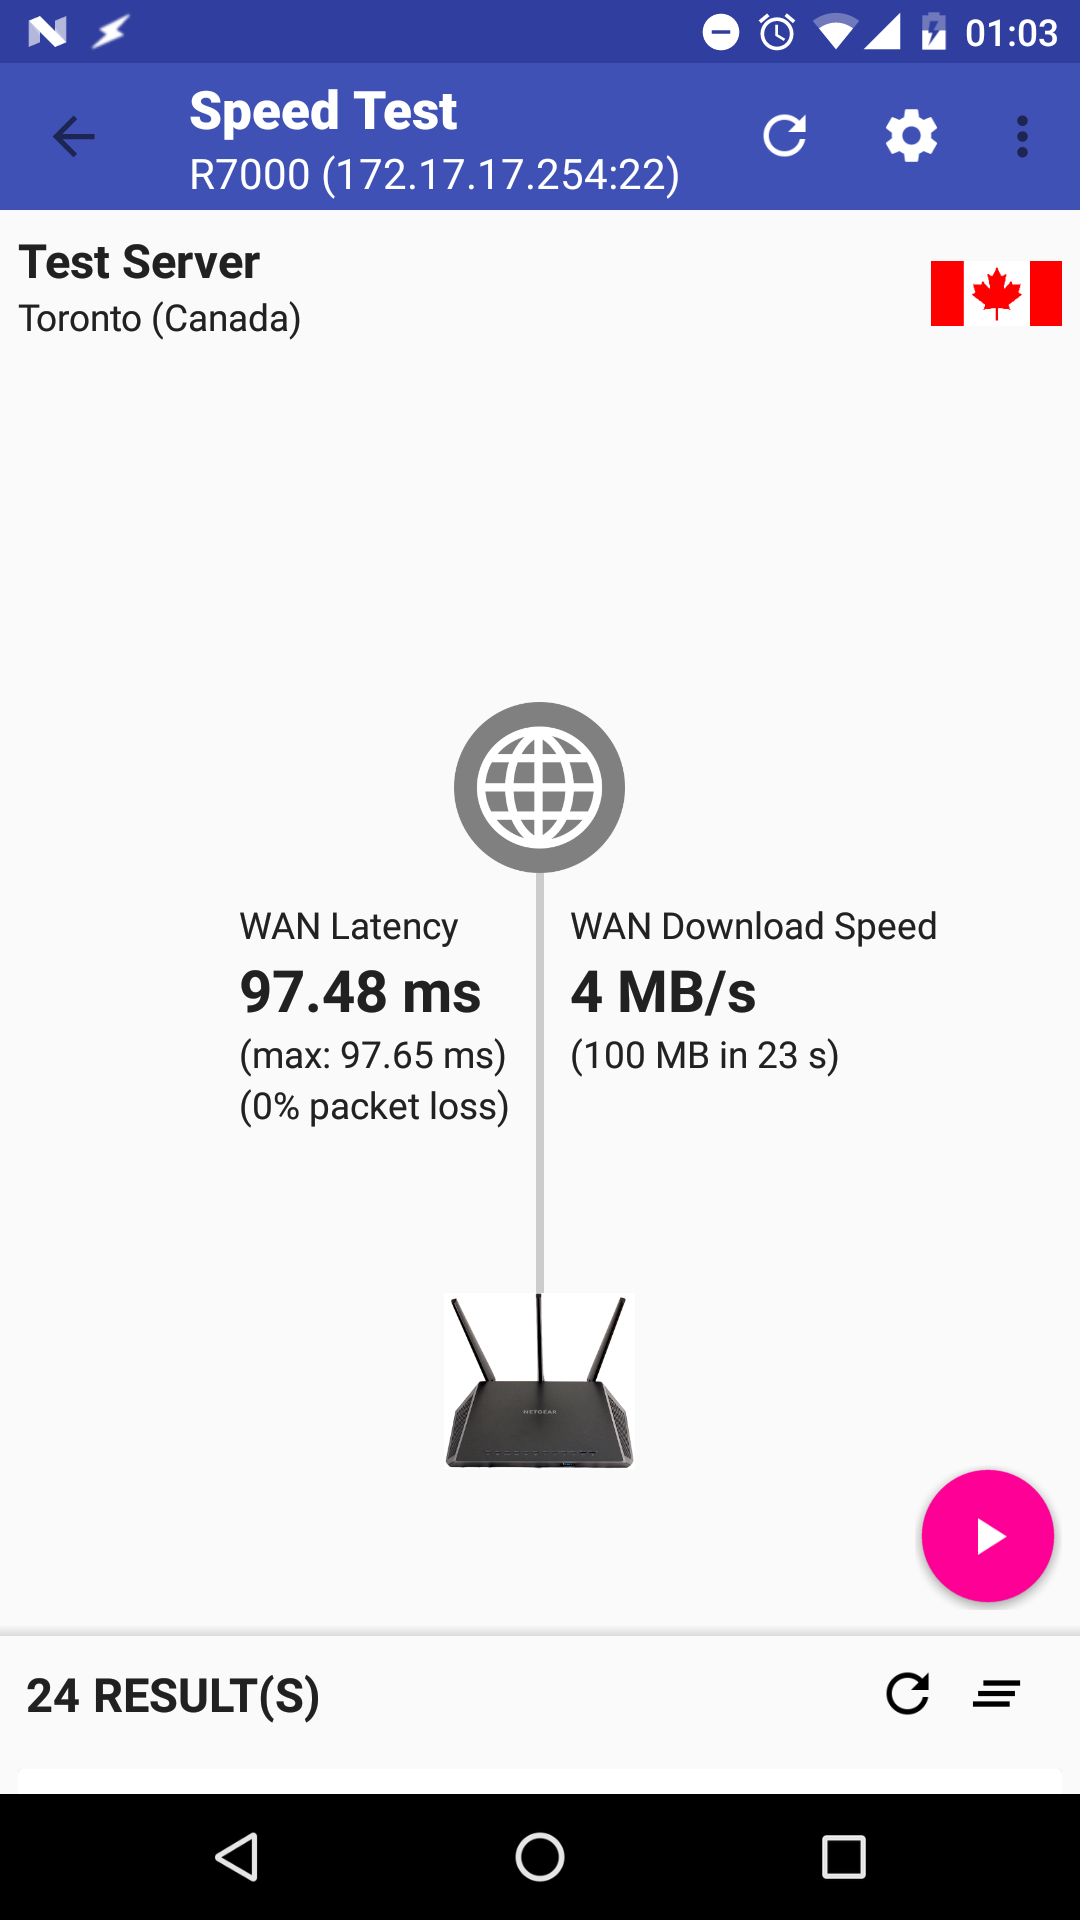 01:03
Speed Test
R7000 (172.17.17.254:22)
Test Server
Toronto (Canada)
WAN Latency
97.48 ms
(max: 97.65 ms)
(0% packet loss)
WAN Download Speed
4 MB/s
(100 MB in 23 s)
NETGEAR
24 RESULT(S)